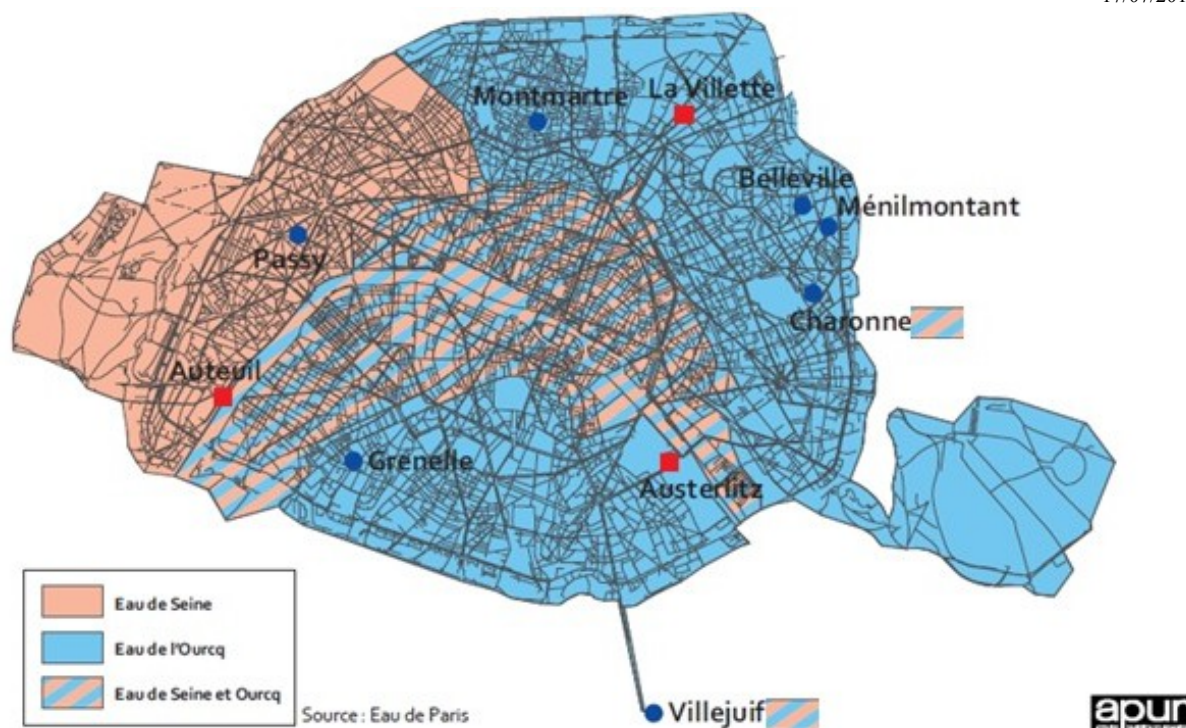 Montmartre
La Villette
Belleville
Ménilmontant
Passy
Charonne
Auteuil
Grenelle
Austerlitz
Eau de Seine
Eau de l'Ourcq
Eau de Seine et Ourcq
Source : Eau de Paris
Villejuif
apur